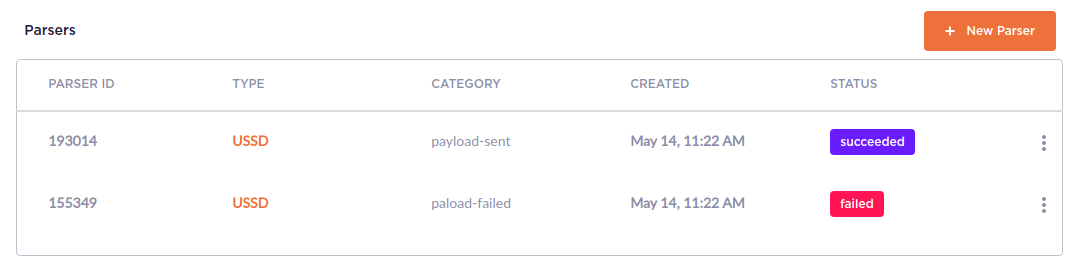 Parsers
+ New Parser
PARSER ID TYPE CATEGORY CREATED STATUS
193014 USSD payload-sent May 14, 11:22 AM succeeded
155349 USSD paload-failed May 14, 11:22 AM failed